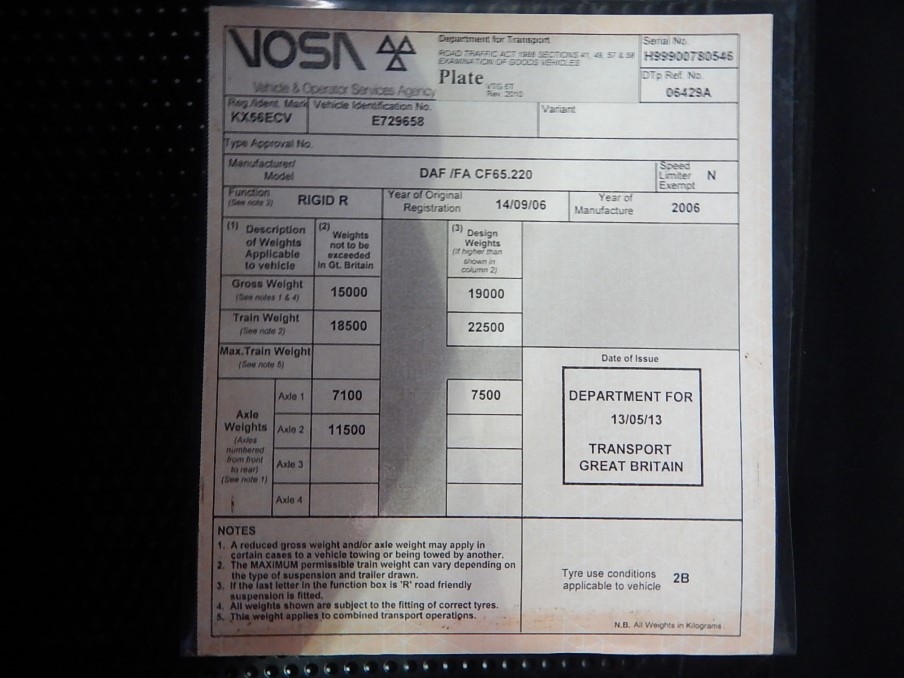 VOSA
Vehicle & Operator Services Agency
Department for Transport
ROAD TRAFFIC ACT 1988 SECTIONS 41, 49, 57 & 58
EXAMINATION OF GOODS VEHICLES
Plate
VTG 6T
Rev. 2010
Serial No.
H99900780546
DTp Ref. No.
06429A
Reg./Ident. Mark
KX56ECV
Vehicle Identification No.
E729658
Variant
Type Approval No.
Manufacturer/
Model
DAF /FA CF65.220
Speed
Limiter
Exempt
N
Function
(See note 3)
RIGID R
Year of Original
Registration
14/09/06
Year of
Manufacture
2006
(1) Description
of Weights
Applicable
to vehicle
(2) Weights
not to be
exceeded
in Gt. Britain
(3) Design
Weights
(if higher than
shown in
column 2)
Gross Weight
(See notes 1 & 4)
15000
19000
Train Weight
(See note 2)
18500
22500
Max.Train Weight
(See note 5)
Axle
Weights
(Axles
numbered
from front
to rear)
(See note 1)
Axle 1
7100
7500
Axle 2
11500
Axle 3
Axle 4
Date of Issue
DEPARTMENT FOR
13/05/13
TRANSPORT
GREAT BRITAIN
NOTES
1. A reduced gross weight and/or axle weight may apply in
certain cases to a vehicle towing or being towed by another.
2. The MAXIMUM permissible train weight can vary depending on
the type of suspension and trailer drawn.
3. If the last letter in the function box is 'R' road friendly
suspension is fitted.
4. All weights shown are subject to the fitting of correct tyres.
5. This weight applies to combined transport operations.
Tyre use conditions
applicable to vehicle
2B
N.B. All Weights in Kilograms